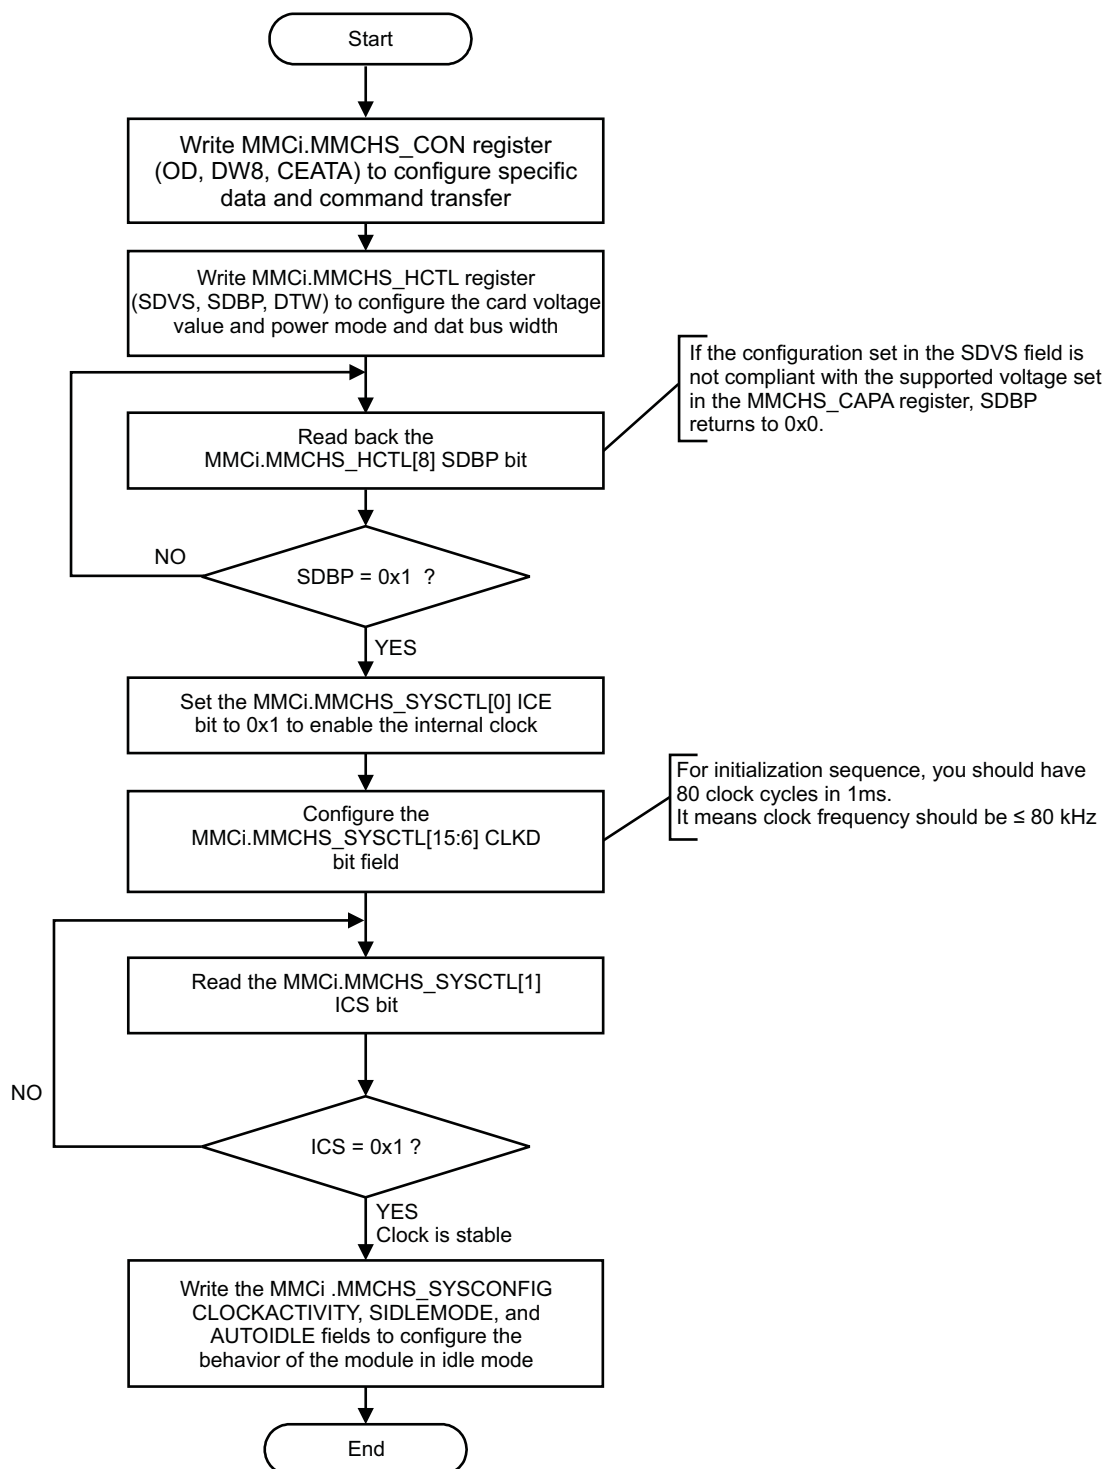 Start
Write MMCi.MMCHS_CON register
(OD, DW8, CEATA) to configure specific
data and command transfer
Write MMCi.MMCHS_HCTL register
(SDVS, SDBP, DTW) to configure the card voltage
value and power mode and dat bus width
If the configuration set in the SDVS field is
not compliant with the supported voltage set
in the MMCHS_CAPA register, SDBP
returns to 0x0.
Read back the
MMCi.MMCHS_HCTL[8] SDBP bit
NO
SDBP = 0x1 ?
YES
Set the MMCi.MMCHS_SYSCTL[0] ICE
bit to 0x1 to enable the internal clock
For initialization sequence, you should have
80 clock cycles in 1ms.
It means clock frequency should be ≤ 80 kHz
Configure the
MMCi.MMCHS_SYSCTL[15:6] CLKD
bit field
Read the MMCi.MMCHS_SYSCTL[1]
ICS bit
NO
ICS = 0x1 ?
YES
Clock is stable
Write the MMCi .MMCHS_SYSCONFIG
CLOCKACTIVITY, SIDLEMODE, and
AUTOIDLE fields to configure the
behavior of the module in idle mode
End